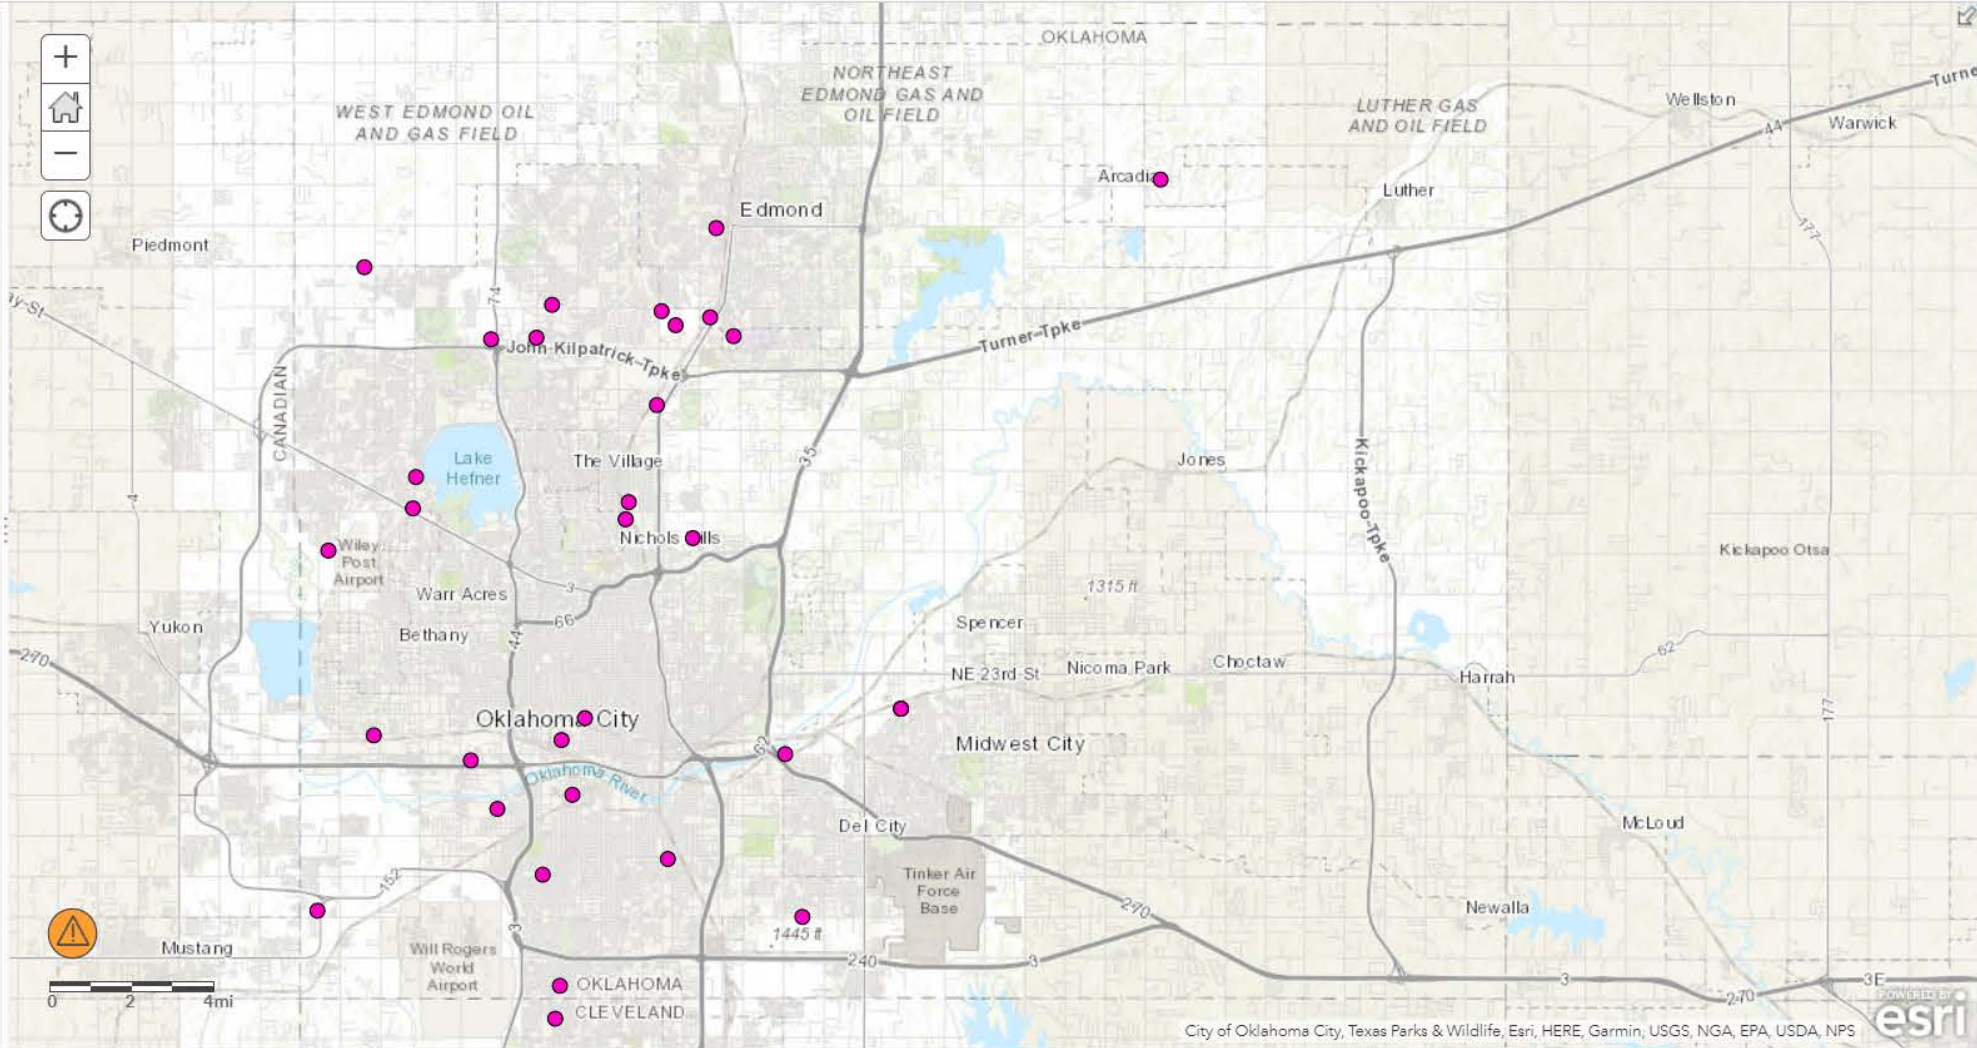 OKLAHOMA
NORTHEAST
EDMOND GAS AND
OIL FIELD
WEST EDMOND OIL
AND GAS FIELD
LUTHER GAS
AND OIL FIELD
Wellston
Turne
44
Warwick
Arcadia
Luther
Edmond
Piedmont
177
ay-St
74
John Kilpatrick-Tpke
Turner-Tpke
CANADIAN
Lake
Hefner
The Village
35
Jones
Kickapoo-Tpke
4
Nichols Hills
Wiley
Post
Airport
Kickapoo Otsa
Warr Acres
3
1315 ft
66
Yukon
Bethany
44
Spencer
270
NE 23rd St
Nicoma Park
Choctaw
62
Harrah
177
Oklahoma City
62
Midwest City
Oklahoma River
Del City
McLoud
152
Tinker Air
Force
Base
270
Newalla
3
1445 ft
Mustang
Will Rogers
World
Airport
240
3
3
270
3E
OKLAHOMA
CLEVELAND
0 2 4mi
City of Oklahoma City, Texas Parks & Wildlife, Esri, HERE, Garmin, USGS, NGA, EPA, USDA, NPS
POWERED BY
esri